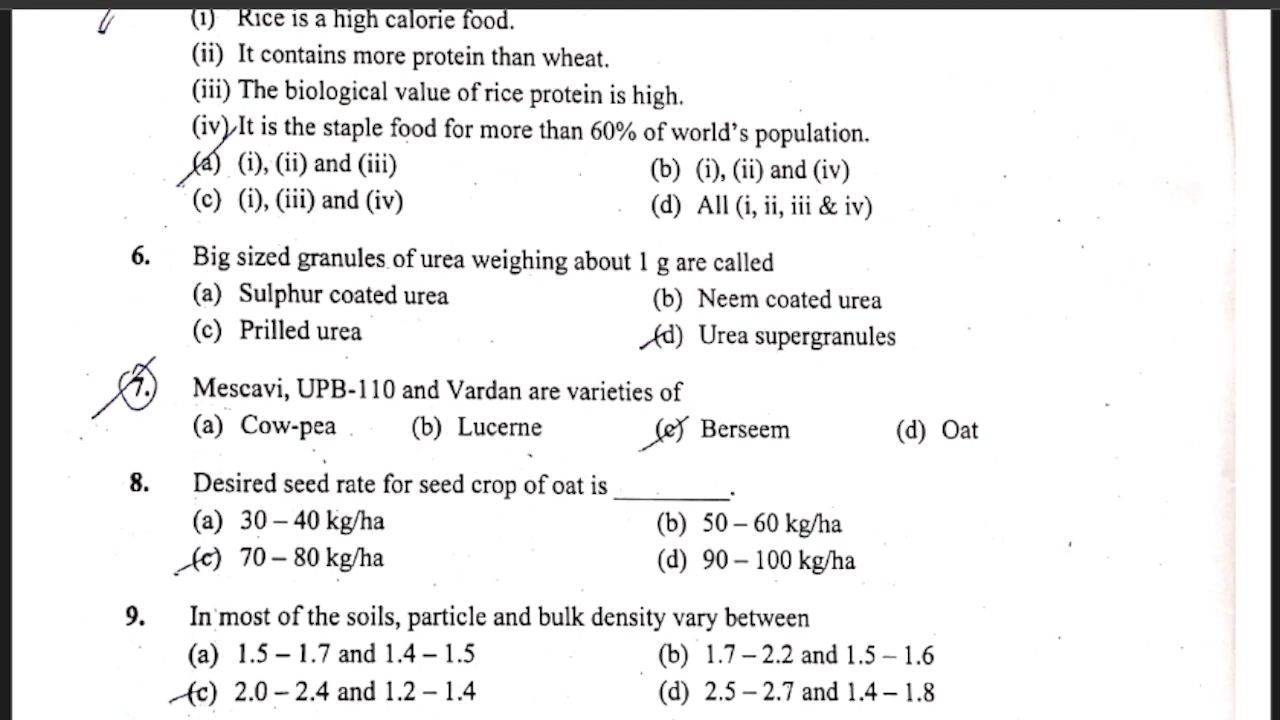 (i) Rice is a high calorie food.
(ii) It contains more protein than wheat.
(iii) The biological value of rice protein is high.
(iv) It is the staple food for more than 60% of world's population.
(a) (i), (ii) and (iii) (b) (i), (ii) and (iv)
(c) (i), (iii) and (iv) (d) All (i, ii, iii & iv)
6. Big sized granules of urea weighing about 1 g are called
(a) Sulphur coated urea (b) Neem coated urea
(c) Prilled urea (d) Urea supergranules
7. Mescavi, UPB-110 and Vardan are varieties of
(a) Cow-pea (b) Lucerne (c) Berseem (d) Oat
8. Desired seed rate for seed crop of oat is ________.
(a) 30 – 40 kg/ha (b) 50 – 60 kg/ha
(c) 70 – 80 kg/ha (d) 90 – 100 kg/ha
9. In most of the soils, particle and bulk density vary between
(a) 1.5 – 1.7 and 1.4 – 1.5 (b) 1.7 – 2.2 and 1.5 – 1.6
(c) 2.0 – 2.4 and 1.2 – 1.4 (d) 2.5 – 2.7 and 1.4 – 1.8